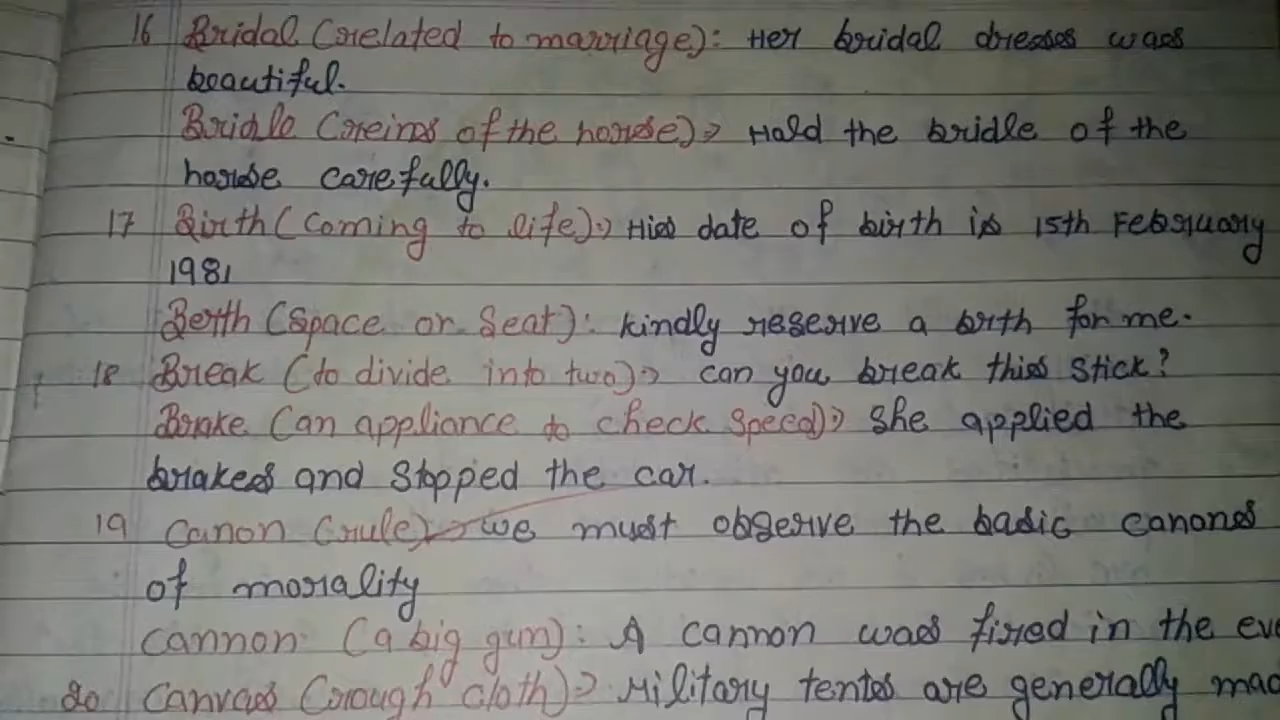 16 Bridal (related to marriage): Her bridal dresses was
beautiful.
Bridle (reins of the horse)→ Hold the bridle of the
horse carefully.
17 Birth (Coming to life)→ His date of birth is 15th February
1981
Berth (Space or Seat): kindly reserve a birth for me.
18 Break (to divide into two)→ can you break this stick?
Brake (an appliance to check speed)→ She applied the
brakes and stopped the car.
19 Canon (rule)→ we must observe the basic canons
of morality
Cannon (a big gun): A cannon was fired in the eve
20 Canvas (rough cloth)→ Military tents are generally mad